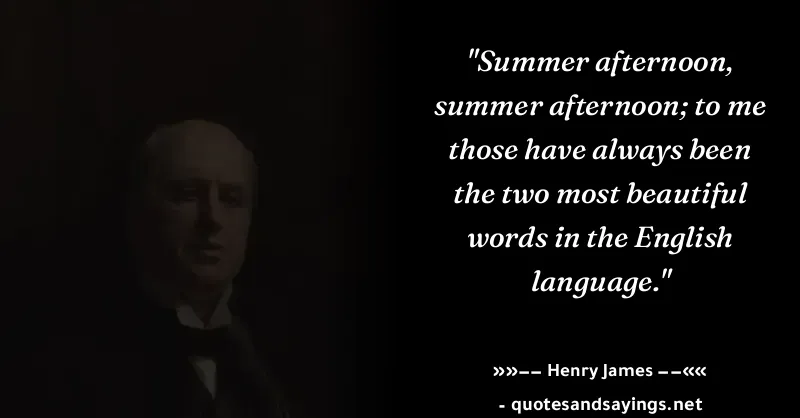 "Summer afternoon,
summer afternoon; to me
those have always been
the two most beautiful
words in the English
language."
»»—— Henry James ——««
- quotesandsayings.net